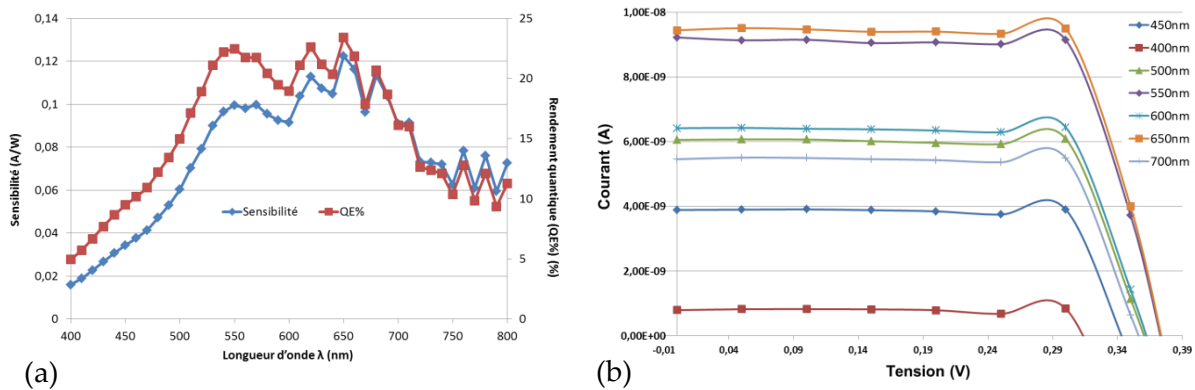 Sensibilité (A/W)
0,14
0,12
0,1
0,08
0,06
0,04
0,02
0
400 450 500 550 600 650 700 750 800
Longueur d'onde λ (nm)
Sensibilité QE%
25
20
15
10
5
0
Rendement quantique (QE%) (%)
(a)
Courant (A)
1,00E-08
8,00E-09
6,00E-09
4,00E-09
2,00E-09
0,00E+00
-0,01 0,04 0,09 0,14 0,19 0,24 0,29 0,34 0,39
Tension (V)
450nm
400nm
500nm
550nm
600nm
650nm
700nm
(b)